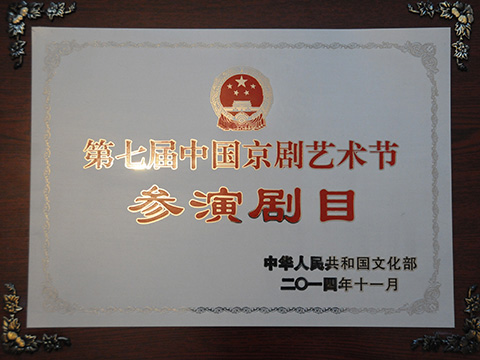 第七届中国京剧艺术节
参演剧目
中华人民共和国文化部
二〇一四年十一月